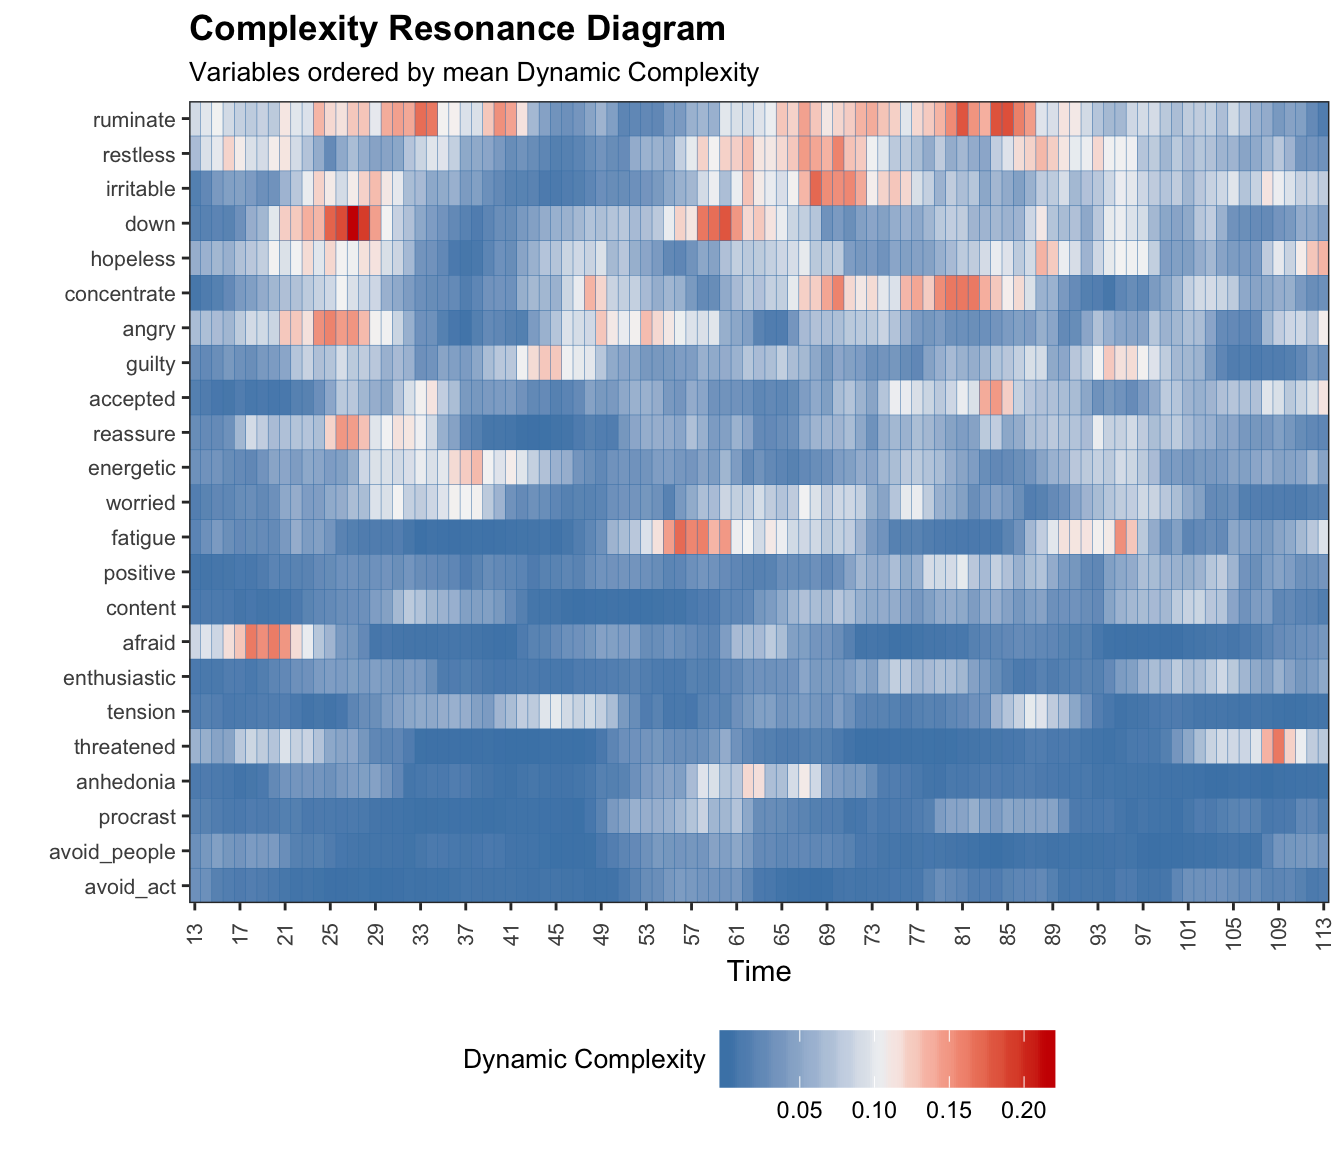 Complexity Resonance Diagram
Variables ordered by mean Dynamic Complexity
ruminate
restless
irritable
down
hopeless
concentrate
angry
guilty
accepted
reassure
energetic
worried
fatigue
positive
content
afraid
enthusiastic
tension
threatened
anhedonia
procrast
avoid_people
avoid_act
13 17 21 25 29 33 37 41 45 49 53 57 61 65 69 73 77 81 85 89 93 97 101 105 109 113
Time
Dynamic Complexity
0.05 0.10 0.15 0.20